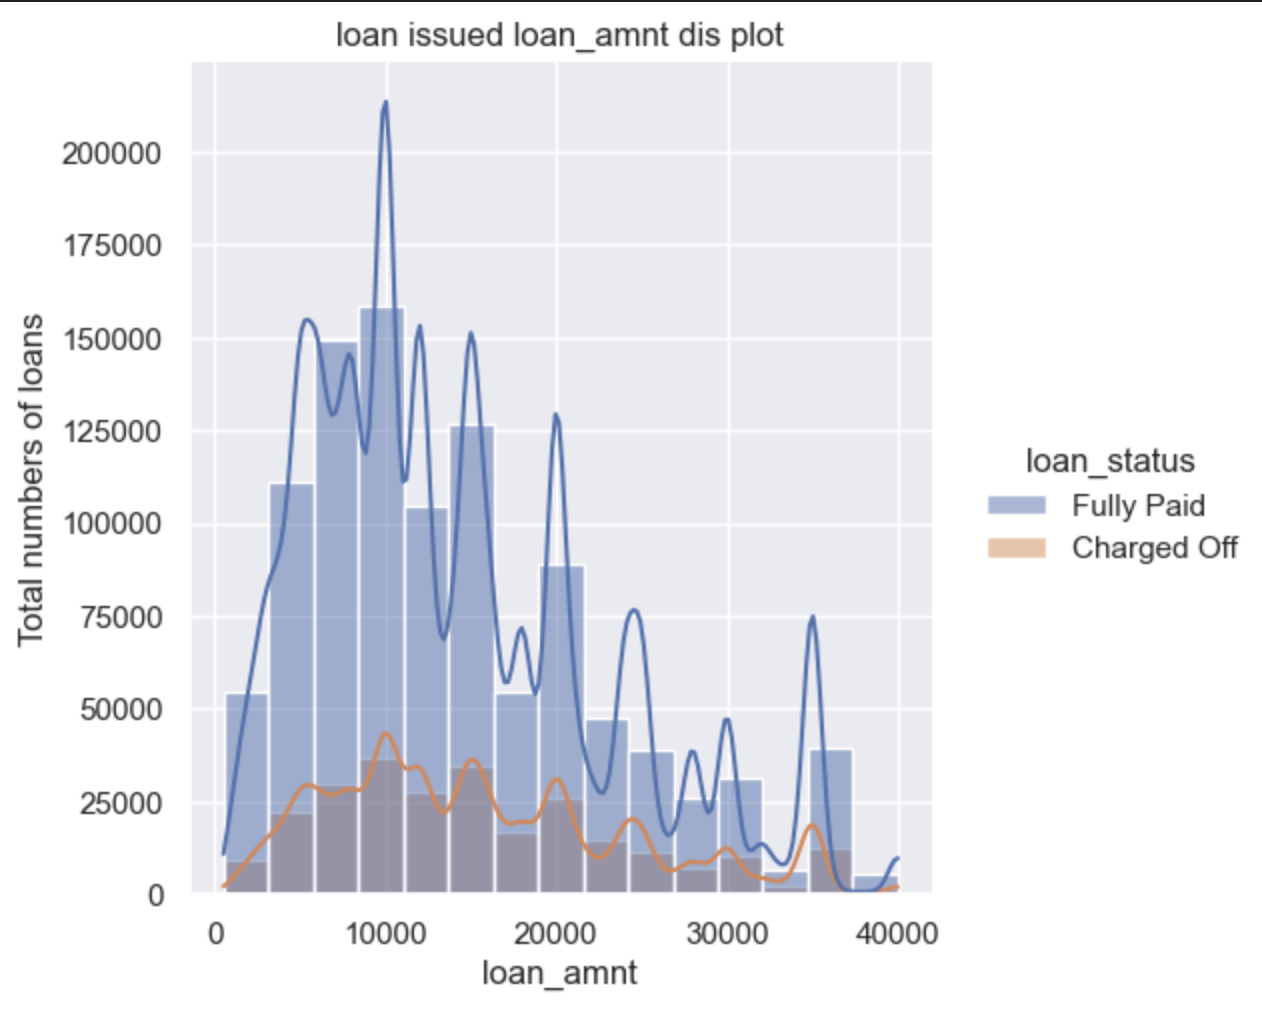 loan issued loan_amnt dis plot
Total numbers of loans
200000
175000
150000
125000
100000
75000
50000
25000
0
0 10000 20000 30000 40000
loan_amnt
loan_status
Fully Paid
Charged Off